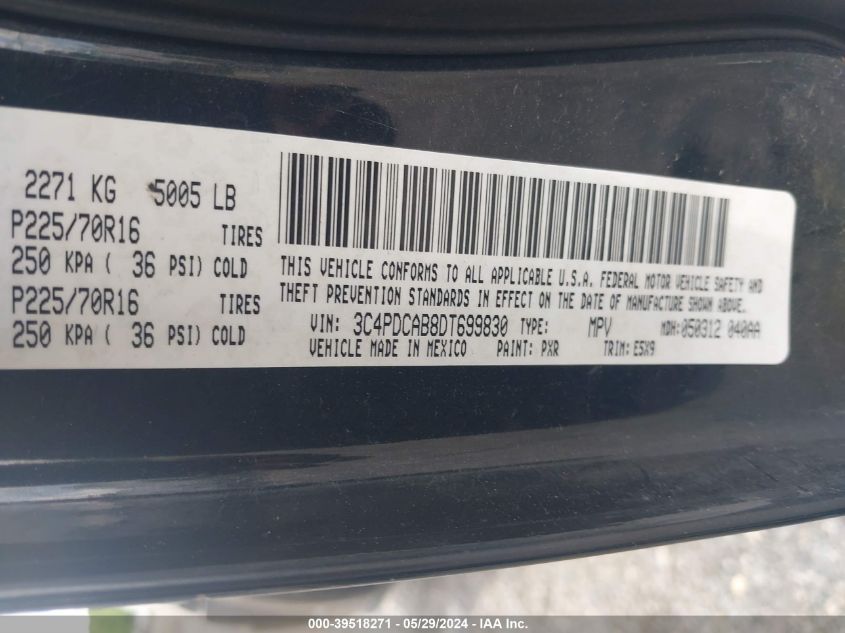 2271 KG 5005 LB
P225/70R16 TIRES
250 KPA ( 36 PSI) COLD
P225/70R16 TIRES
250 KPA ( 36 PSI) COLD
THIS VEHICLE CONFORMS TO ALL APPLICABLE U.S.A. FEDERAL MOTOR VEHICLE SAFETY AND
THEFT PREVENTION STANDARDS IN EFFECT ON THE DATE OF MANUFACTURE SHOWN ABOVE.
VIN: 3C4PDCAB8DT699830 TYPE: MPV MDH:050312 040AA
VEHICLE MADE IN MEXICO PAINT: PXR TRIM: E5X9
000-39518271 - 05/29/2024 - IAA Inc.